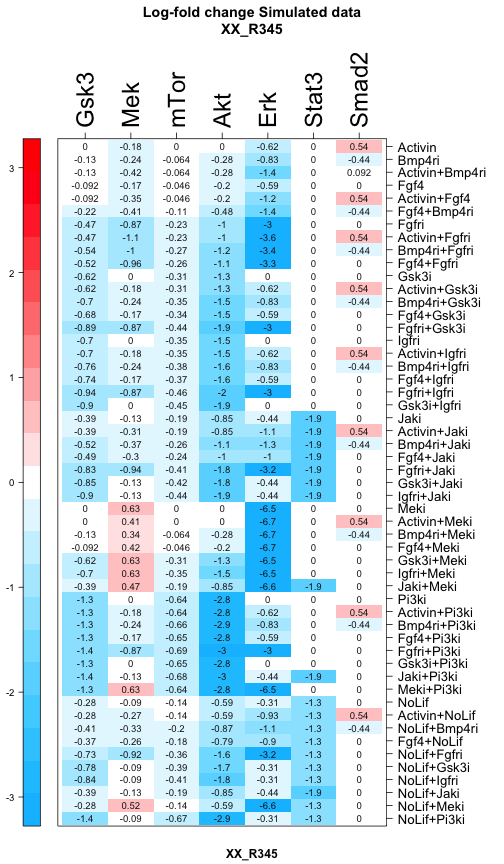 Log-fold change Simulated data
XX_R345
Gsk3 Mek mTor Akt Erk Stat3 Smad2
3
2
1
0
-1
-2
-3
0 -0.18 0 0 -0.62 0 0.54 Activin
-0.13 -0.24 -0.064 -0.28 -0.83 0 -0.44 Bmp4ri
-0.13 -0.42 -0.064 -0.28 -1.4 0 0.092 Activin+Bmp4ri
-0.092 -0.17 -0.046 -0.2 -0.59 0 0 Fgf4
-0.092 -0.35 -0.046 -0.2 -1.2 0 0.54 Activin+Fgf4
-0.22 -0.41 -0.11 -0.48 -1.4 0 -0.44 Fgf4+Bmp4ri
-0.47 -0.87 -0.23 -1 -3 0 0 Fgfri
-0.47 -1.1 -0.23 -1 -3.6 0 0.54 Activin+Fgfri
-0.54 -1 -0.27 -1.2 -3.4 0 -0.44 Bmp4ri+Fgfri
-0.52 -0.96 -0.26 -1.1 -3.3 0 0 Fgf4+Fgfri
-0.62 0 -0.31 -1.3 0 0 0 Gsk3i
-0.62 -0.18 -0.31 -1.3 -0.62 0 0.54 Activin+Gsk3i
-0.7 -0.24 -0.35 -1.5 -0.83 0 -0.44 Bmp4ri+Gsk3i
-0.68 -0.17 -0.34 -1.5 -0.59 0 0 Fgf4+Gsk3i
-0.89 -0.87 -0.44 -1.9 -3 0 0 Fgfri+Gsk3i
-0.7 0 -0.35 -1.5 0 0 0 Igfri
-0.7 -0.18 -0.35 -1.5 -0.62 0 0.54 Activin+Igfri
-0.76 -0.24 -0.38 -1.6 -0.83 0 -0.44 Bmp4ri+Igfri
-0.74 -0.17 -0.37 -1.6 -0.59 0 0 Fgf4+Igfri
-0.94 -0.87 -0.46 -2 -3 0 0 Fgfri+Igfri
-0.9 0 -0.45 -1.9 0 0 0 Gsk3i+Igfri
-0.39 -0.13 -0.19 -0.85 -0.44 -1.9 0 Jaki
-0.39 -0.31 -0.19 -0.85 -1.1 -1.9 0.54 Activin+Jaki
-0.52 -0.37 -0.26 -1.1 -1.3 -1.9 -0.44 Bmp4ri+Jaki
-0.49 -0.3 -0.24 -1 -1 -1.9 0 Fgf4+Jaki
-0.83 -0.94 -0.41 -1.8 -3.2 -1.9 0 Fgfri+Jaki
-0.85 -0.13 -0.42 -1.8 -0.44 -1.9 0 Gsk3i+Jaki
-0.9 -0.13 -0.44 -1.9 -0.44 -1.9 0 Igfri+Jaki
0 0.63 0 0 -6.5 0 0 Meki
0 0.41 0 0 -6.7 0 0.54 Activin+Meki
-0.13 0.34 -0.064 -0.28 -6.7 0 -0.44 Bmp4ri+Meki
-0.092 0.42 -0.046 -0.2 -6.7 0 0 Fgf4+Meki
-0.62 0.63 -0.31 -1.3 -6.5 0 0 Gsk3i+Meki
-0.7 0.63 -0.35 -1.5 -6.5 0 0 Igfri+Meki
-0.39 0.47 -0.19 -0.85 -6.6 -1.9 0 Jaki+Meki
-1.3 0 -0.64 -2.8 0 0 0 Pi3ki
-1.3 -0.18 -0.64 -2.8 -0.62 0 0.54 Activin+Pi3ki
-1.3 -0.24 -0.66 -2.9 -0.83 0 -0.44 Bmp4ri+Pi3ki
-1.3 -0.17 -0.65 -2.8 -0.59 0 0 Fgf4+Pi3ki
-1.4 -0.87 -0.69 -3 -3 0 0 Fgfri+Pi3ki
-1.3 0 -0.65 -2.8 0 0 0 Gsk3i+Pi3ki
-1.4 -0.13 -0.68 -3 -0.44 -1.9 0 Jaki+Pi3ki
-1.3 0.63 -0.64 -2.8 -6.5 0 0 Meki+Pi3ki
-0.28 -0.09 -0.14 -0.59 -0.31 -1.3 0 NoLif
-0.28 -0.27 -0.14 -0.59 -0.93 -1.3 0.54 Activin+NoLif
-0.41 -0.33 -0.2 -0.87 -1.1 -1.3 -0.44 NoLif+Bmp4ri
-0.37 -0.26 -0.18 -0.79 -0.9 -1.3 0 Fgf4+NoLif
-0.73 -0.92 -0.36 -1.6 -3.2 -1.3 0 NoLif+Fgfri
-0.78 -0.09 -0.39 -1.7 -0.31 -1.3 0 NoLif+Gsk3i
-0.84 -0.09 -0.41 -1.8 -0.31 -1.3 0 NoLif+Igfri
-0.39 -0.13 -0.19 -0.85 -0.44 -1.9 0 NoLif+Jaki
-0.28 0.52 -0.14 -0.59 -6.6 -1.3 0 NoLif+Meki
-1.4 -0.09 -0.67 -2.9 -0.31 -1.3 0 NoLif+Pi3ki
XX_R345